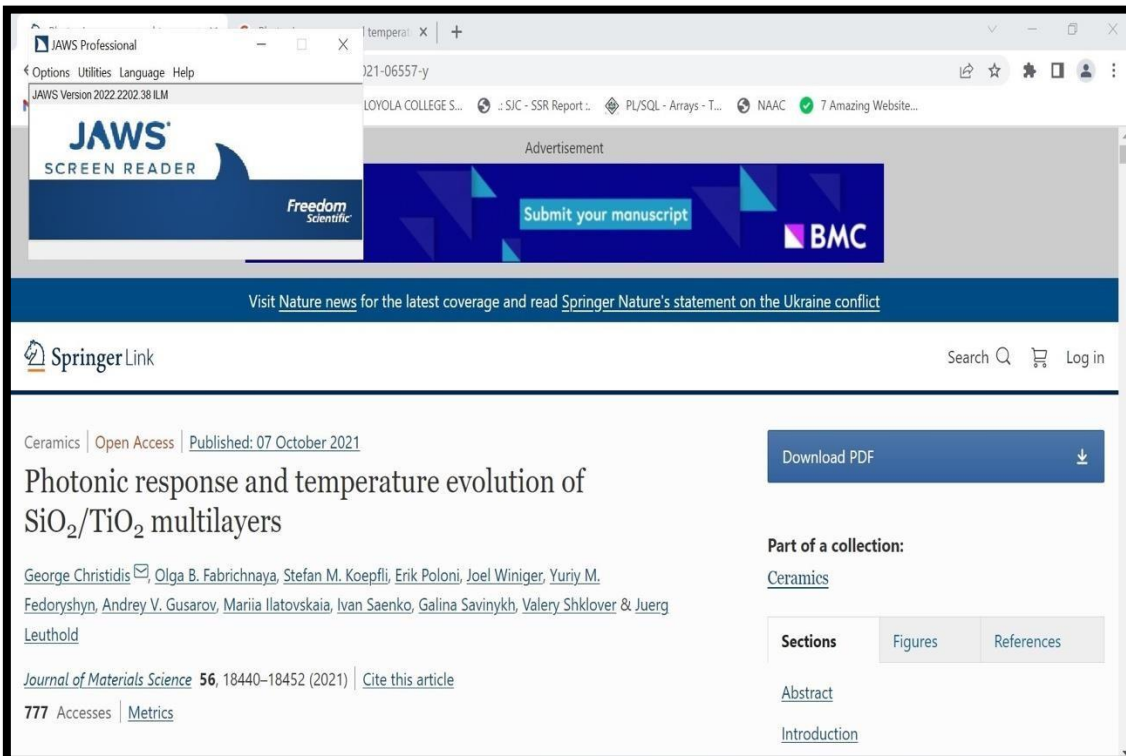 JAWS Professional
temperat
Options Utilities Language Help
021-06557-y
JAWS Version 2022.2202.38 ILM
LOYOLA COLLEGE S...
.: SJC - SSR Report :.
PL/SQL - Arrays - T...
NAAC
7 Amazing Website...
JAWS
SCREEN READER
Freedom
Scientific
Advertisement
Submit your manuscript
BMC
Visit Nature news for the latest coverage and read Springer Nature's statement on the Ukraine conflict
Springer Link
Search
Log in
Ceramics | Open Access | Published: 07 October 2021
Photonic response and temperature evolution of
SiO₂/TiO₂ multilayers
George Christidis, Olga B. Fabrichnaya, Stefan M. Koepfli, Erik Poloni, Joel Winiger, Yuriy M.
Fedoryshyn, Andrey V. Gusarov, Mariia Ilatovskaia, Ivan Saenko, Galina Savinykh, Valery Shklover & Juerg
Leuthold
Journal of Materials Science 56, 18440–18452 (2021) | Cite this article
777 Accesses | Metrics
Download PDF
Part of a collection:
Ceramics
Sections
Figures
References
Abstract
Introduction